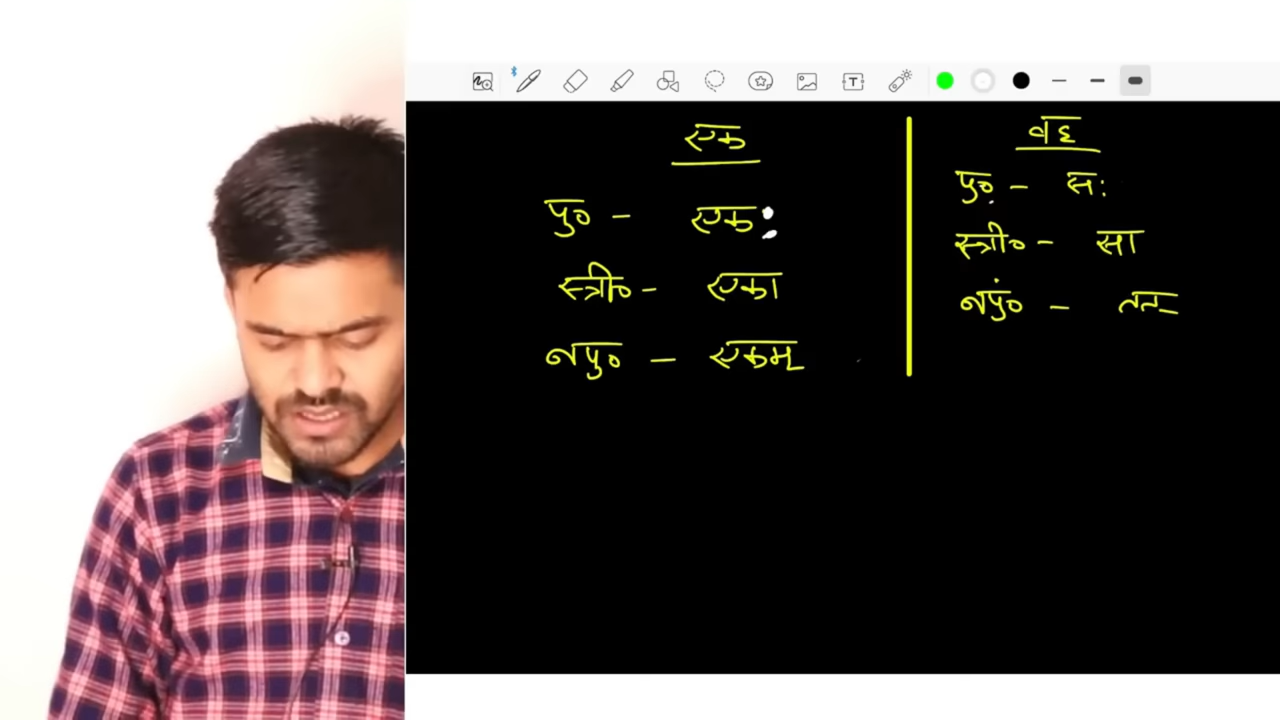 एक
पु० - एक:
स्त्री० - एका
नपु० - एकम्
वह
पु० - स:
स्त्री० - सा
नपुं० - तत्